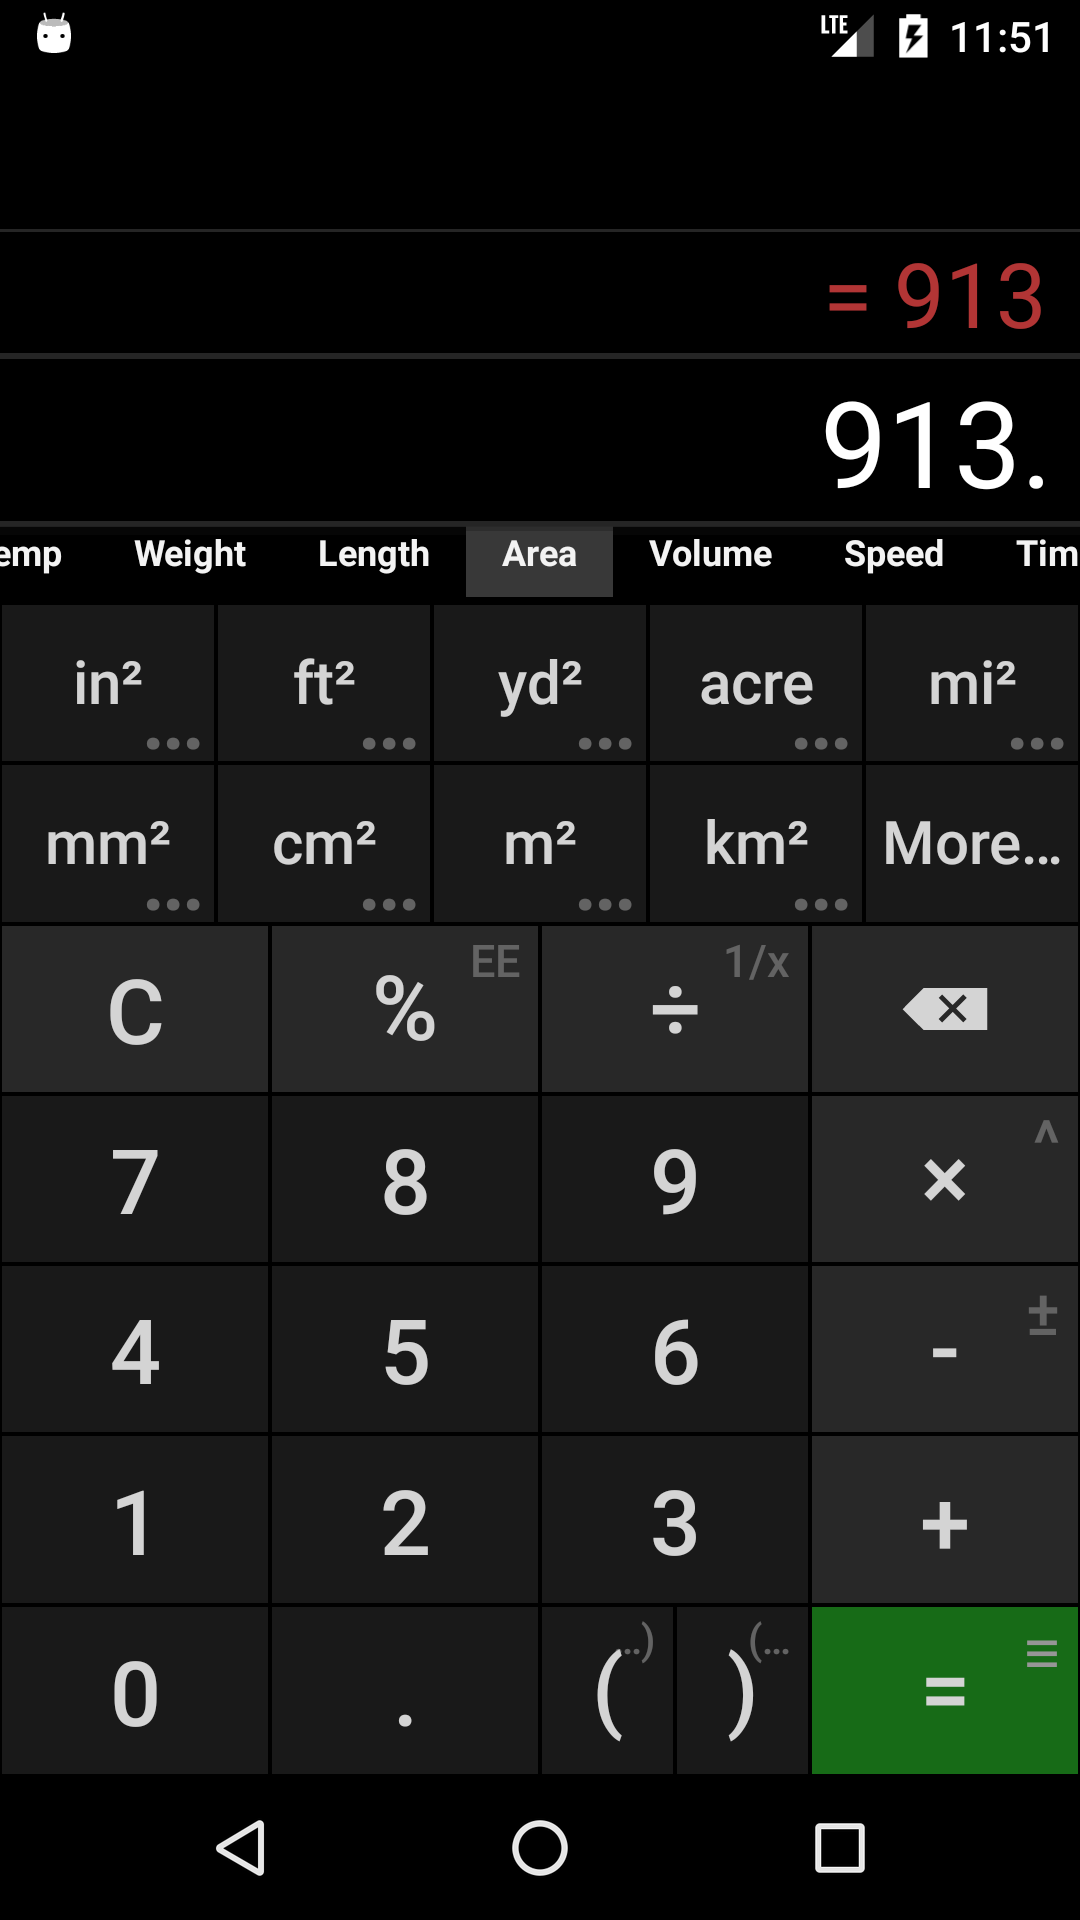 LTE 11:51
= 913
913.
emp Weight Length Area Volume Speed Tim
in² ft² yd² acre mi²
mm² cm² m² km² More...
C % EE ÷ 1/x
7 8 9 × ^
4 5 6 - ±
1 2 3 +
0 . ( ..) ) (... =